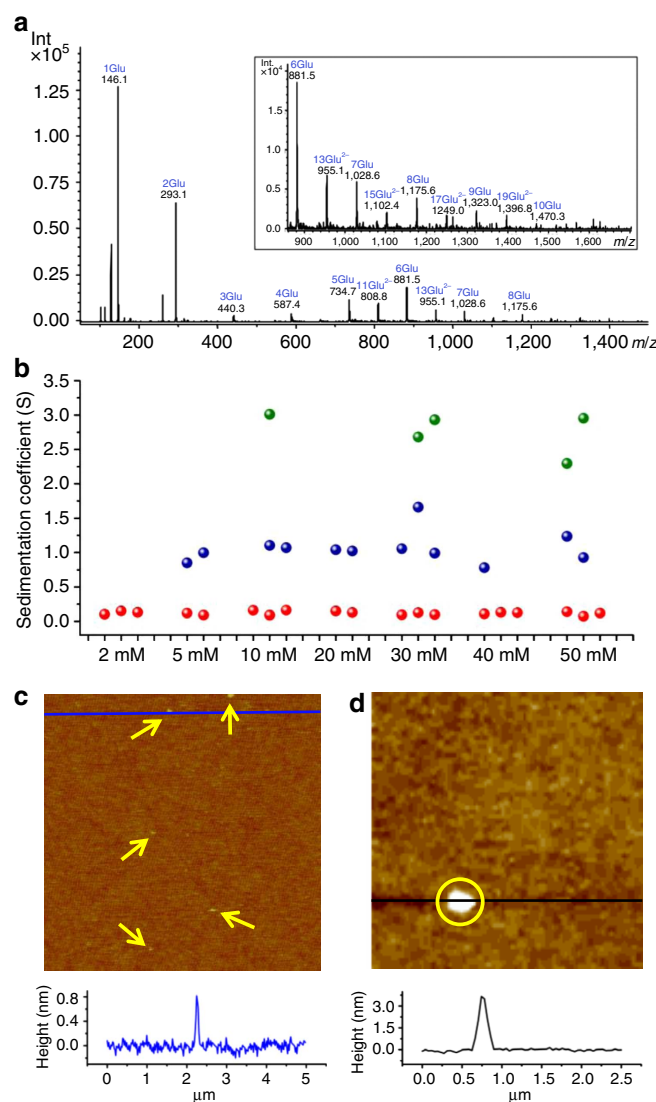 a
Int
×10⁵
1.25
1.00
0.75
0.50
0.25
0.00
1Glu
146.1
2Glu
293.1
3Glu
440.3
4Glu
587.4
5Glu
734.7
11Glu²⁻
808.8
6Glu
881.5
13Glu²⁻
955.1
7Glu
1,028.6
8Glu
1,175.6
200 400 600 800 1,000 1,200 1,400 m/z
Int.
×10⁴
1.5
1.0
0.5
0.0
6Glu
881.5
13Glu²⁻
955.1
7Glu
1,028.6
15Glu²⁻
1,102.4
8Glu
1,175.6
17Glu²⁻
1249.0
9Glu
1,323.0
19Glu²⁻
1,396.8
10Glu
1,470.3
900 1,000 1,100 1,200 1,300 1,400 1,500 1,600 m/z
b
Sedimentation coefficient (S)
3.5
3.0
2.5
2.0
1.5
1.0
0.5
0.0
2 mM 5 mM 10 mM 20 mM 30 mM 40 mM 50 mM
c
Height (nm)
0.8
0.4
0.0
0 1 2 3 4 5
μm
d
Height (nm)
3.0
1.5
0.0
0.0 0.5 1.0 1.5 2.0 2.5
μm